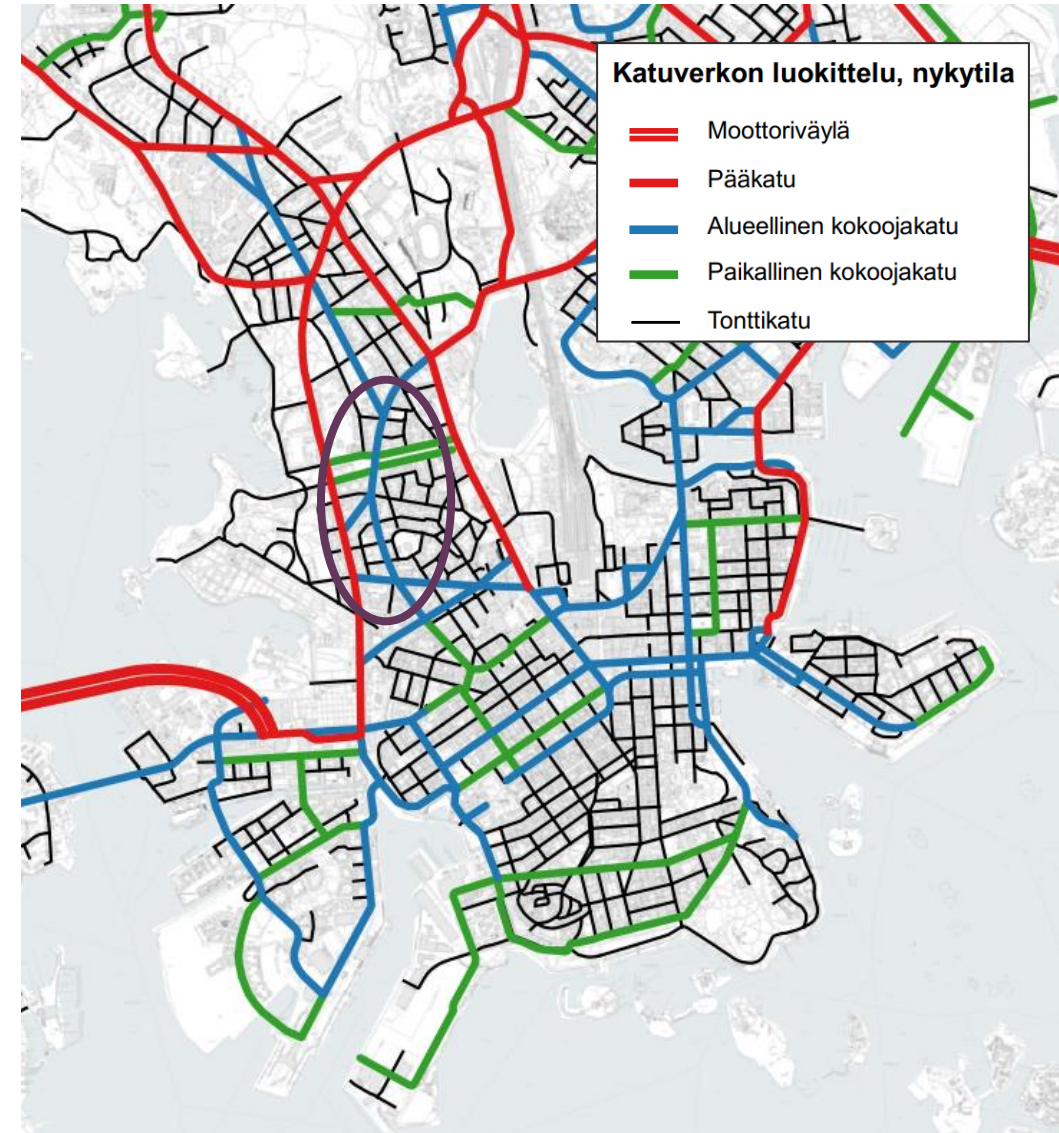 Katuverkon luokittelu, nykytila
Moottoriväylä
Pääkatu
Alueellinen kokoojakatu
Paikallinen kokoojakatu
Tonttikatu